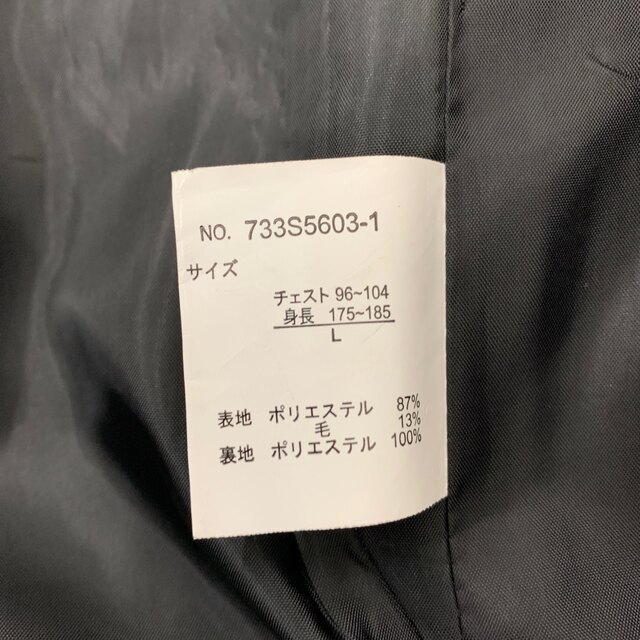 NO. 733S5603-1
サイズ
チェスト 96~104
身長 175~185
L
表地 ポリエステル 87%
毛 13%
裏地 ポリエステル 100%